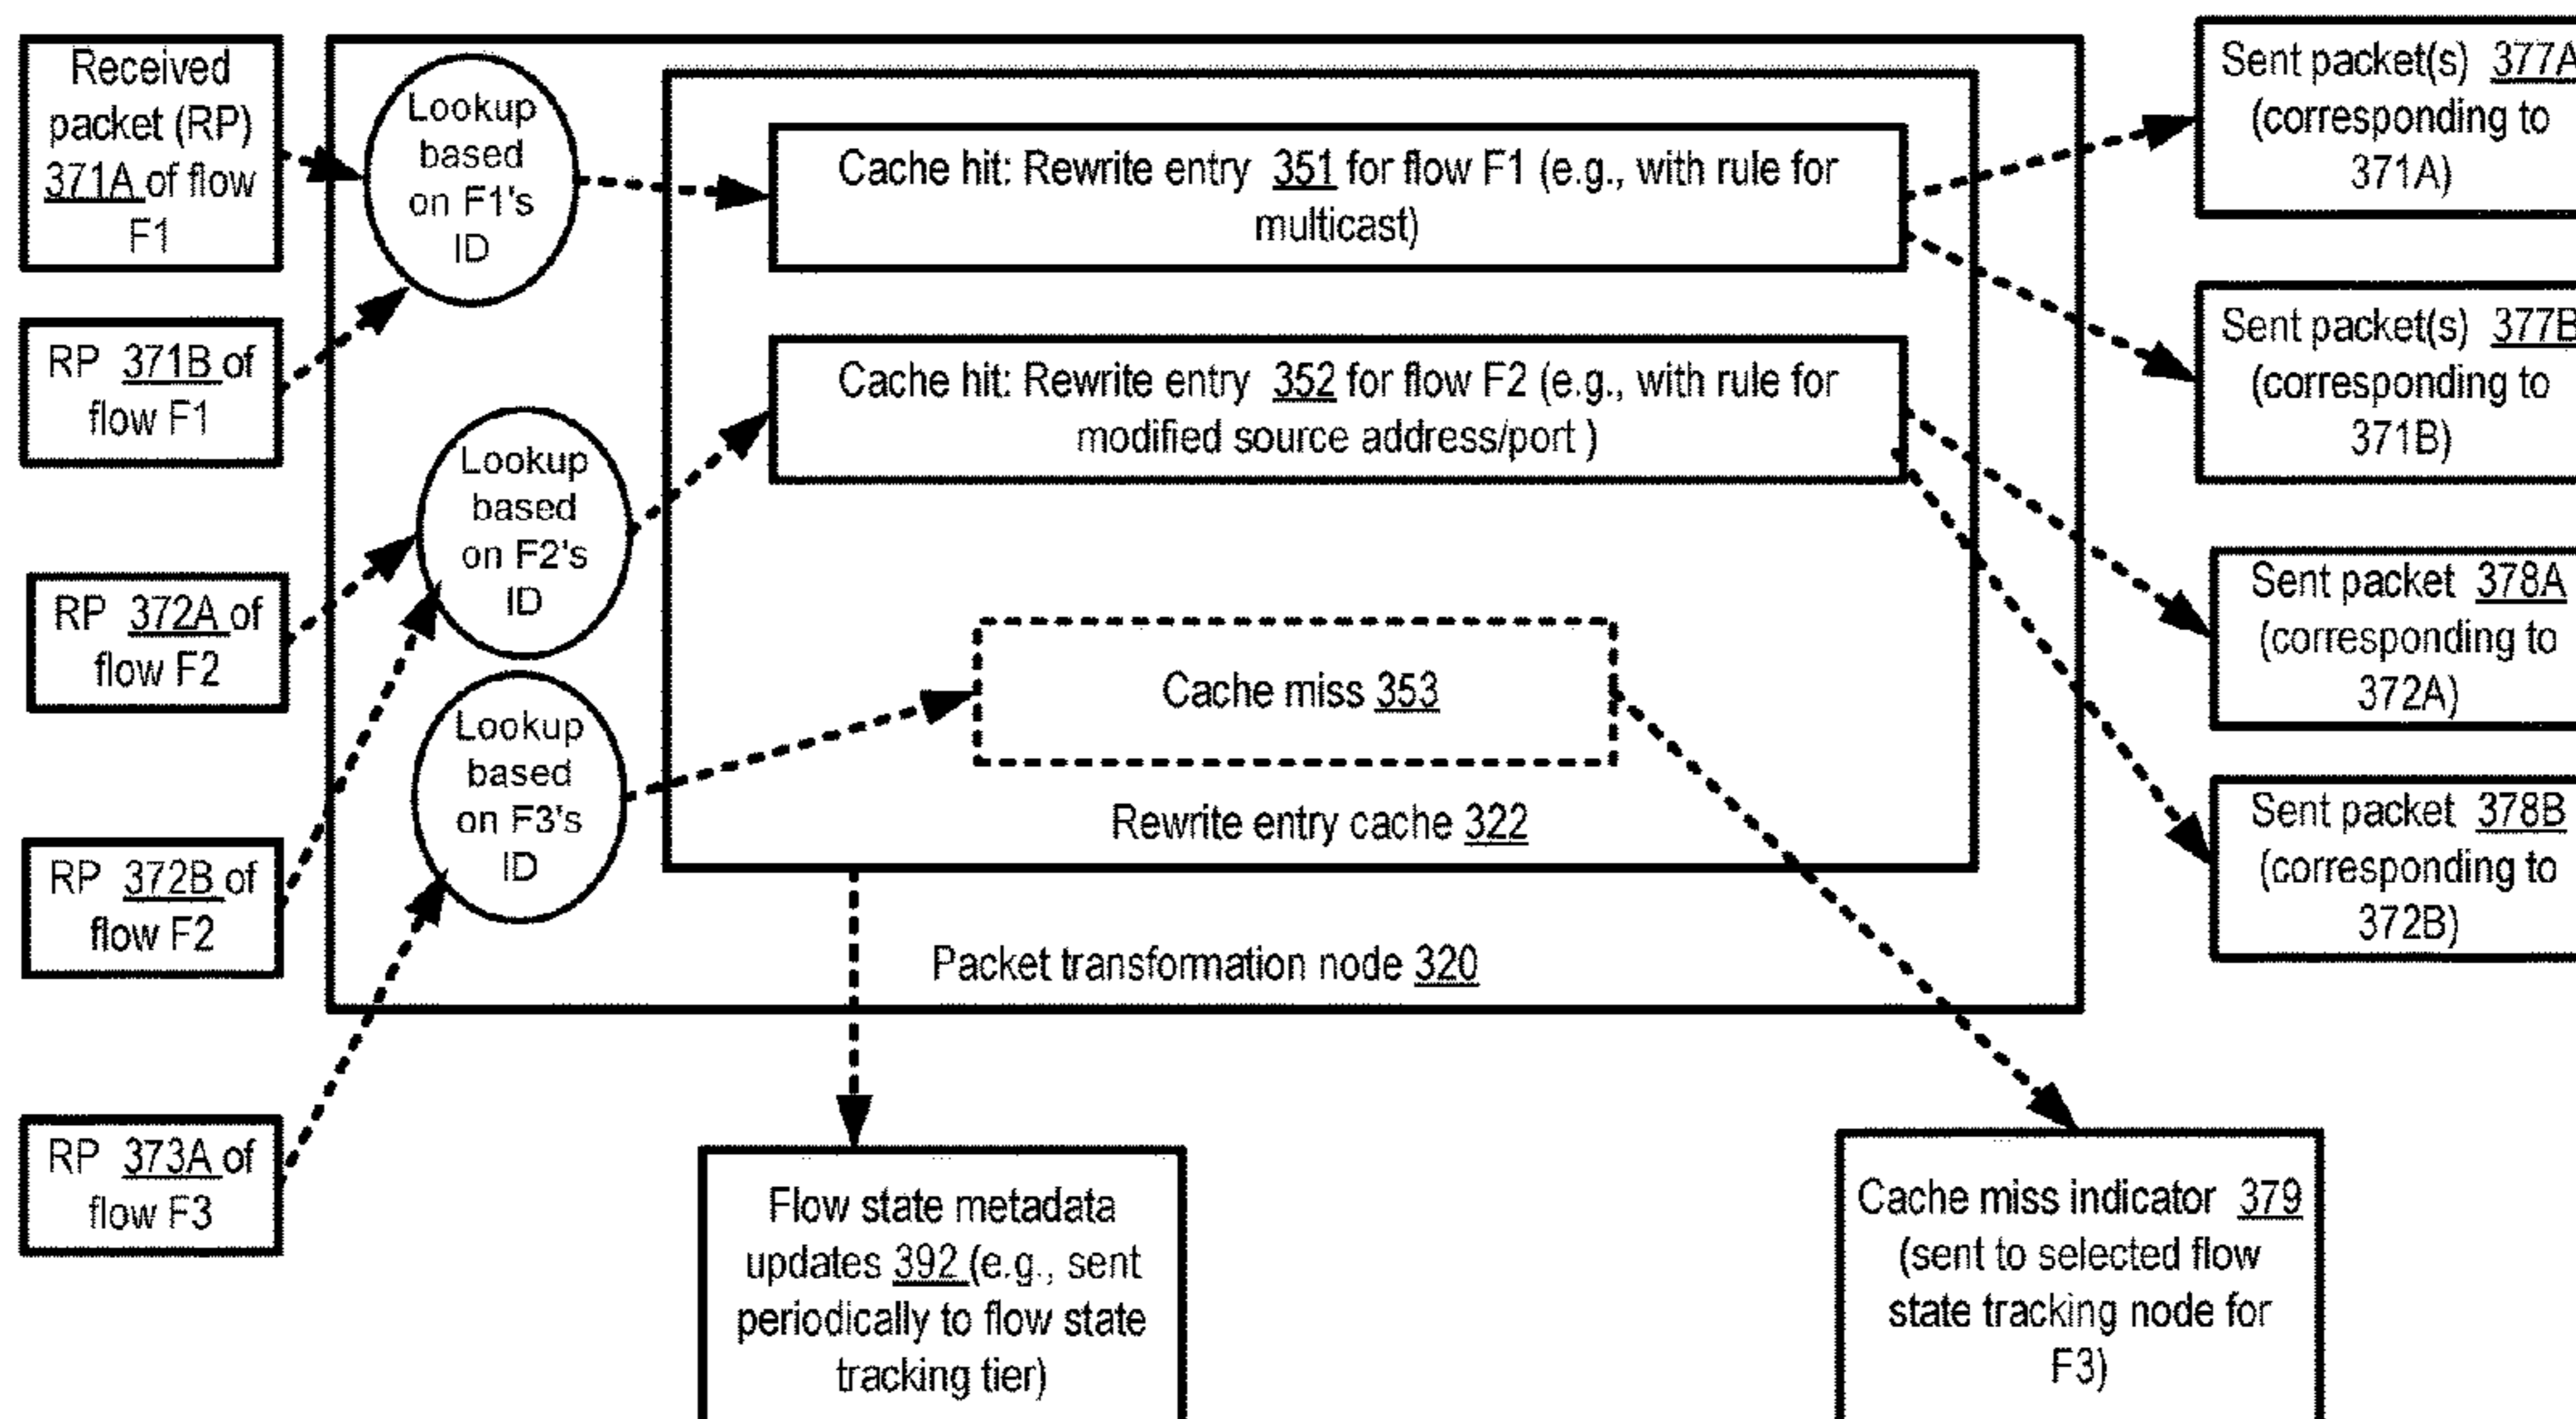 Received
packet (RP)
371A of flow
F1
RP 371B of
flow F1
RP 372A of
flow F2
RP 372B of
flow F2
RP 373A of
flow F3
Lookup
based
on F1's
ID
Lookup
based
on F2's
ID
Lookup
based
on F3's
ID
Cache hit: Rewrite entry 351 for flow F1 (e.g., with rule for
multicast)
Cache hit: Rewrite entry 352 for flow F2 (e.g., with rule for
modified source address/port )
Cache miss 353
Rewrite entry cache 322
Packet transformation node 320
Sent packet(s) 377A
(corresponding to
371A)
Sent packet(s) 377B
(corresponding to
371B)
Sent packet 378A
(corresponding to
372A)
Sent packet 378B
(corresponding to
372B)
Flow state metadata
updates 392 (e.g., sent
periodically to flow state
tracking tier)
Cache miss indicator 379
(sent to selected flow
state tracking node for
F3)